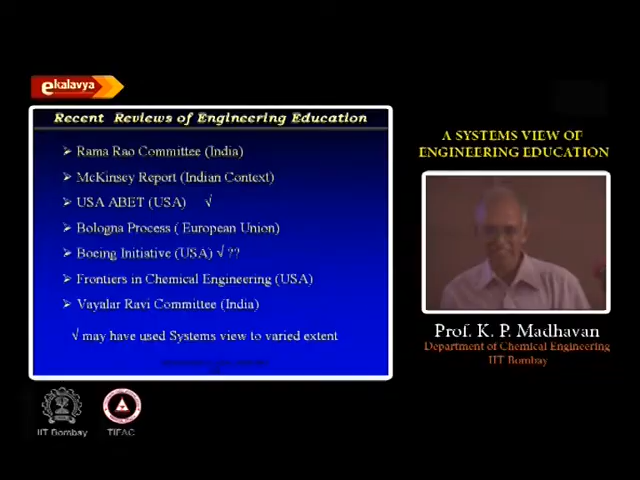 ekalavya
Recent Reviews of Engineering Education
➢ Rama Rao Committee (India)
➢ McKinsey Report (Indian Context)
➢ USA ABET (USA) √
➢ Bologna Process ( European Union)
➢ Boeing Initiative (USA) √ ??
➢ Frontiers in Chemical Engineering (USA)
➢ Vayalar Ravi Committee (India)
√ may have used Systems view to varied extent
A SYSTEMS VIEW OF
ENGINEERING EDUCATION
Prof. K. P. Madhavan
Department of Chemical Engineering
IIT Bombay
IIT Bombay
TIFAC